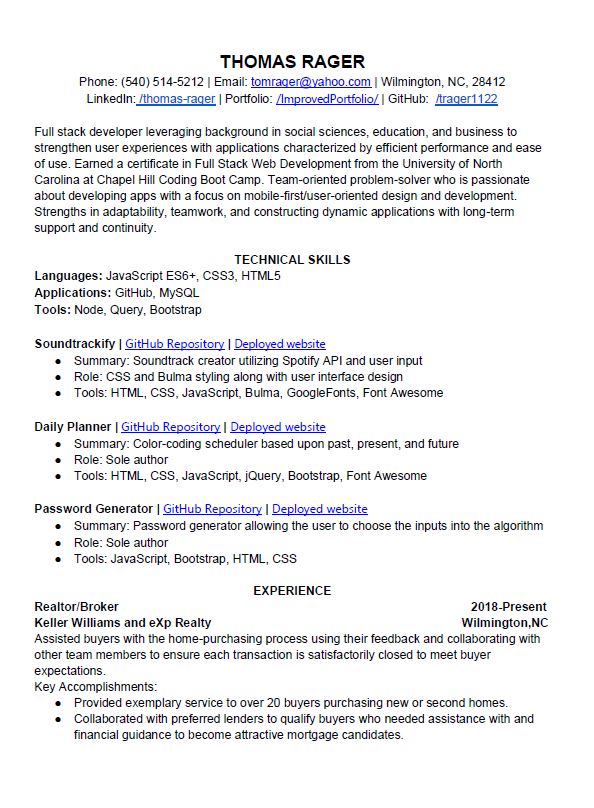 THOMAS RAGER
Phone: (540) 514-5212 | Email: tomrager@yahoo.com | Wilmington, NC, 28412
LinkedIn: /thomas-rager | Portfolio: /ImprovedPortfolio/ | GitHub: /trager1122
Full stack developer leveraging background in social sciences, education, and business to
strengthen user experiences with applications characterized by efficient performance and ease
of use. Earned a certificate in Full Stack Web Development from the University of North
Carolina at Chapel Hill Coding Boot Camp. Team-oriented problem-solver who is passionate
about developing apps with a focus on mobile-first/user-oriented design and development.
Strengths in adaptability, teamwork, and constructing dynamic applications with long-term
support and continuity.
TECHNICAL SKILLS
Languages: JavaScript ES6+, CSS3, HTML5
Applications: GitHub, MySQL
Tools: Node, Query, Bootstrap
Soundtrackify | GitHub Repository | Deployed website
● Summary: Soundtrack creator utilizing Spotify API and user input
● Role: CSS and Bulma styling along with user interface design
● Tools: HTML, CSS, JavaScript, Bulma, GoogleFonts, Font Awesome
Daily Planner | GitHub Repository | Deployed website
● Summary: Color-coding scheduler based upon past, present, and future
● Role: Sole author
● Tools: HTML, CSS, JavaScript, jQuery, Bootstrap, Font Awesome
Password Generator | GitHub Repository | Deployed website
● Summary: Password generator allowing the user to choose the inputs into the algorithm
● Role: Sole author
● Tools: JavaScript, Bootstrap, HTML, CSS
EXPERIENCE
Realtor/Broker 2018-Present
Keller Williams and eXp Realty Wilmington,NC
Assisted buyers with the home-purchasing process using their feedback and collaborating with
other team members to ensure each transaction is satisfactorily closed to meet buyer
expectations.
Key Accomplishments:
● Provided exemplary service to over 20 buyers purchasing new or second homes.
● Collaborated with preferred lenders to qualify buyers who needed assistance with and
financial guidance to become attractive mortgage candidates.